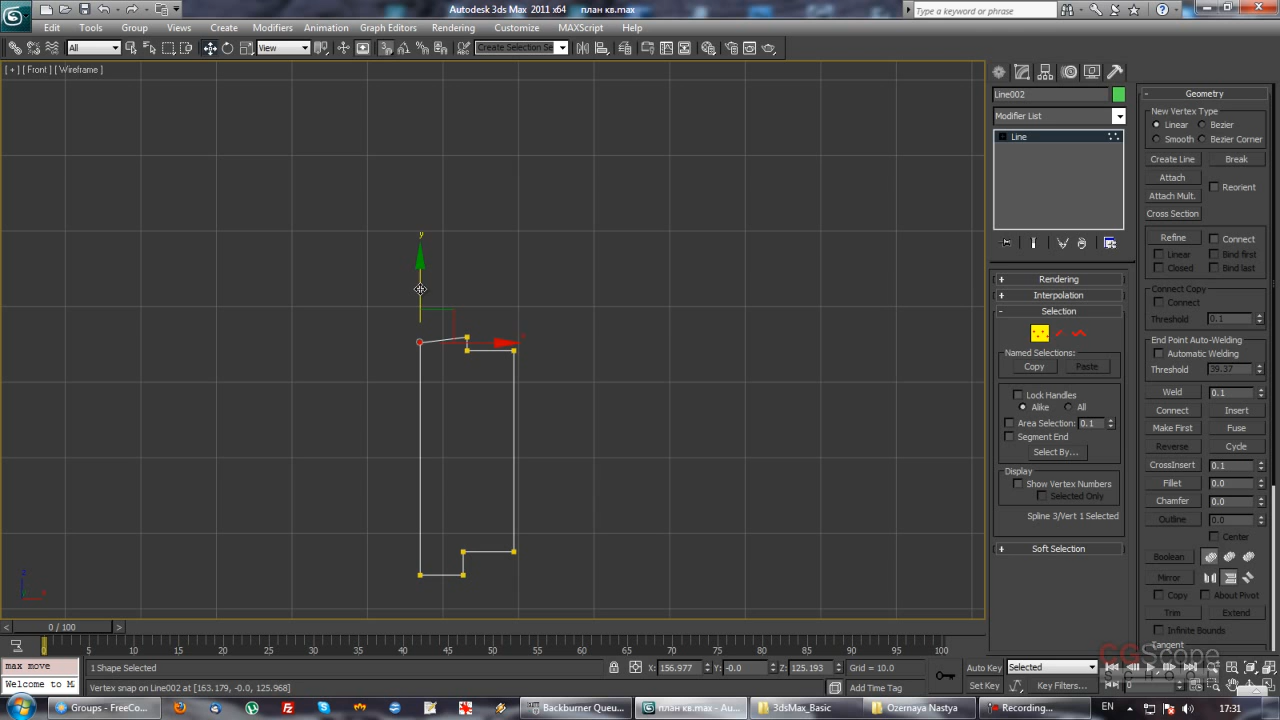 Autodesk 3ds Max 2011 x64 план кв.max
Type a keyword or phrase
Edit Tools Group Views Create Modifiers Animation Graph Editors Rendering Customize MAXScript Help
All View Create Selection Se
[ + ] [ Front ] [ Wireframe ]
Line002
Modifier List
Line
Rendering
Interpolation
Selection
Named Selections:
Copy Paste
Lock Handles
Alike All
Area Selection: 0.1
Segment End
Select By...
Display
Show Vertex Numbers
Selected Only
Spline 3/Vert 1 Selected
Soft Selection
Geometry
New Vertex Type
Linear Bezier
Smooth Bezier Corner
Create Line Break
Attach Reorient
Attach Mult.
Cross Section
Refine Connect
Linear Bind first
Closed Bind last
Connect Copy
Connect
Threshold 0.1
End Point Auto-Welding
Automatic Welding
Threshold 39.37
Weld 0.1
Connect Insert
Make First Fuse
Reverse Cycle
CrossInsert 0.1
Fillet 0.0
Chamfer 0.0
Outline 0.0
Center
Boolean
Mirror
Copy About Pivot
Trim Extend
Infinite Bounds
Tangent
y
z
x
0 / 100
0 5 10 15 20 25 30 35 40 45 50 55 60 65 70 75 80 85 90 95 100
max move 1 Shape Selected X: 156.977 Y: -0.0 Z: 125.193 Grid = 10.0 Auto Key Selected
Welcome to M Vertex snap on Line002 at [163.179, -0.0, 125.968] Add Time Tag Set Key Key Filters... 0
CGScope
SCHOOL
Groups - FreeCo... Backburner Queu... план кв.max - Au... 3dsMax_Basic Ozernaya Nastya Recording... EN 17:31